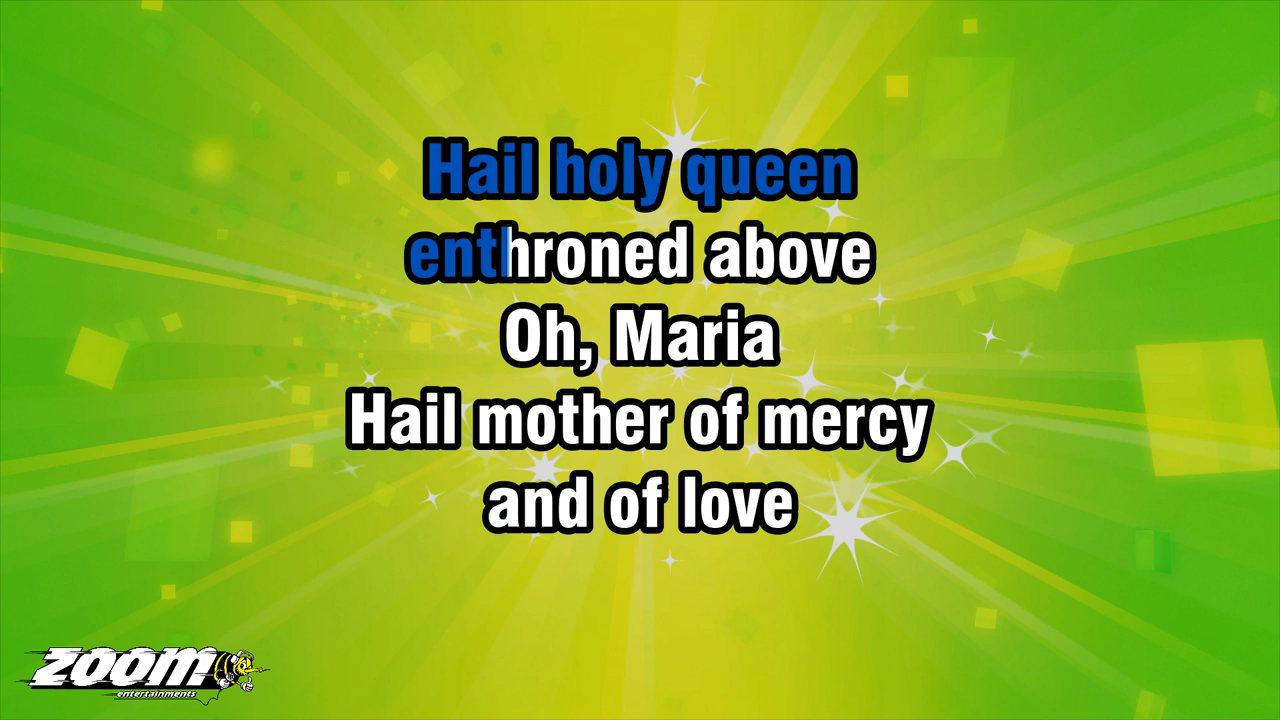 Hail holy queen
enthroned above
Oh, Maria
Hail mother of mercy
and of love
zoom
entertainments